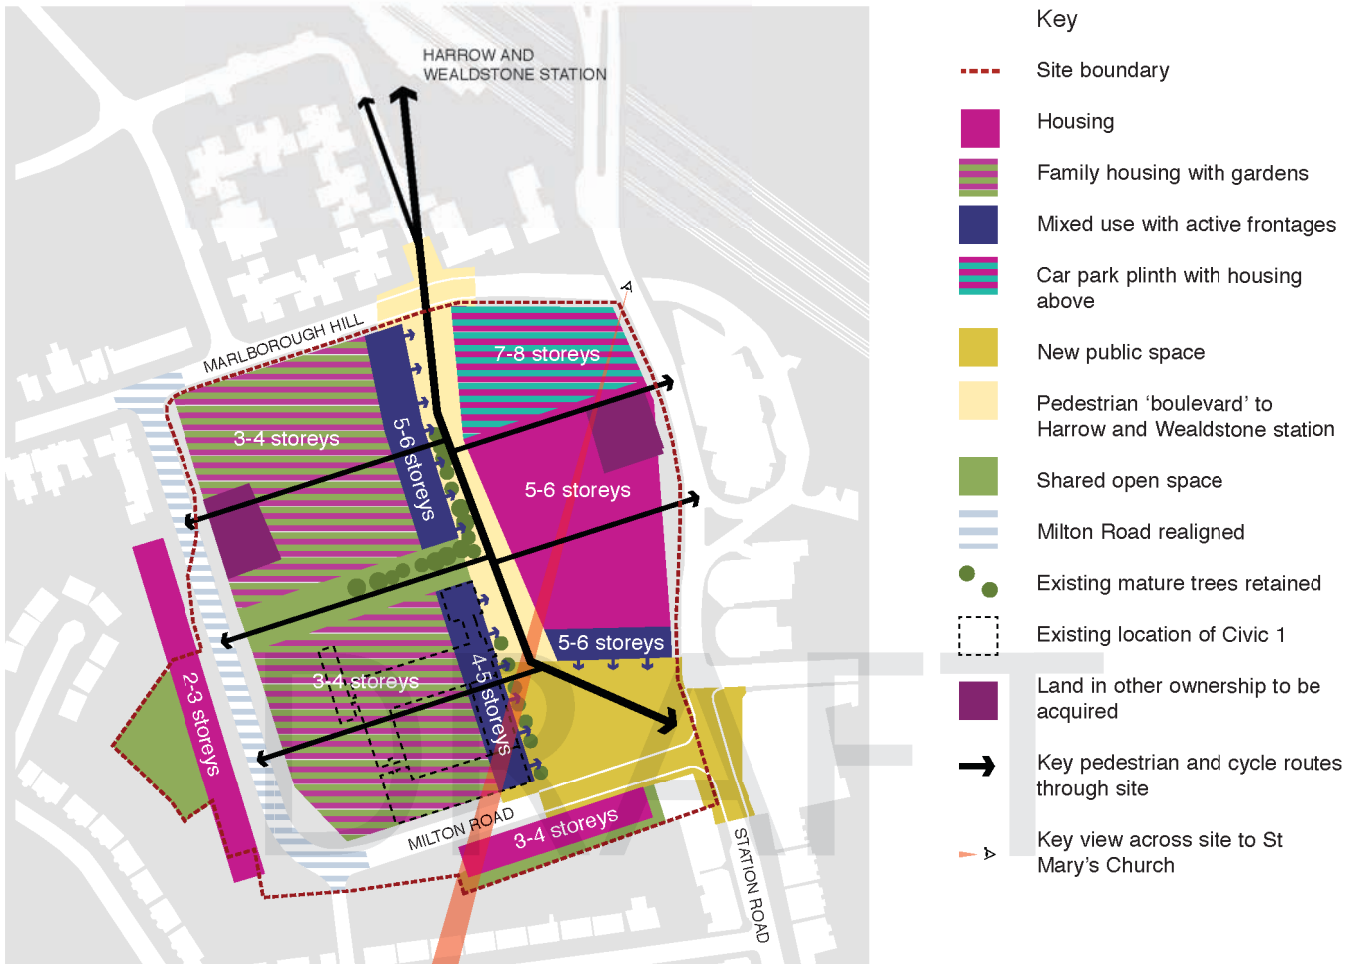 HARROW AND
WEALDSTONE STATION
MARLBOROUGH HILL
7-8 storeys
3-4 storeys
5-6 storeys
5-6 storeys
5-6 storeys
3-4 storeys
4-5 storeys
2-3 storeys
MILTON ROAD
3-4 storeys
STATION ROAD
DRAFT
Key
Site boundary
Housing
Family housing with gardens
Mixed use with active frontages
Car park plinth with housing
above
New public space
Pedestrian ‘boulevard’ to
Harrow and Wealdstone station
Shared open space
Milton Road realigned
Existing mature trees retained
Existing location of Civic 1
Land in other ownership to be
acquired
Key pedestrian and cycle routes
through site
Key view across site to St
Mary’s Church